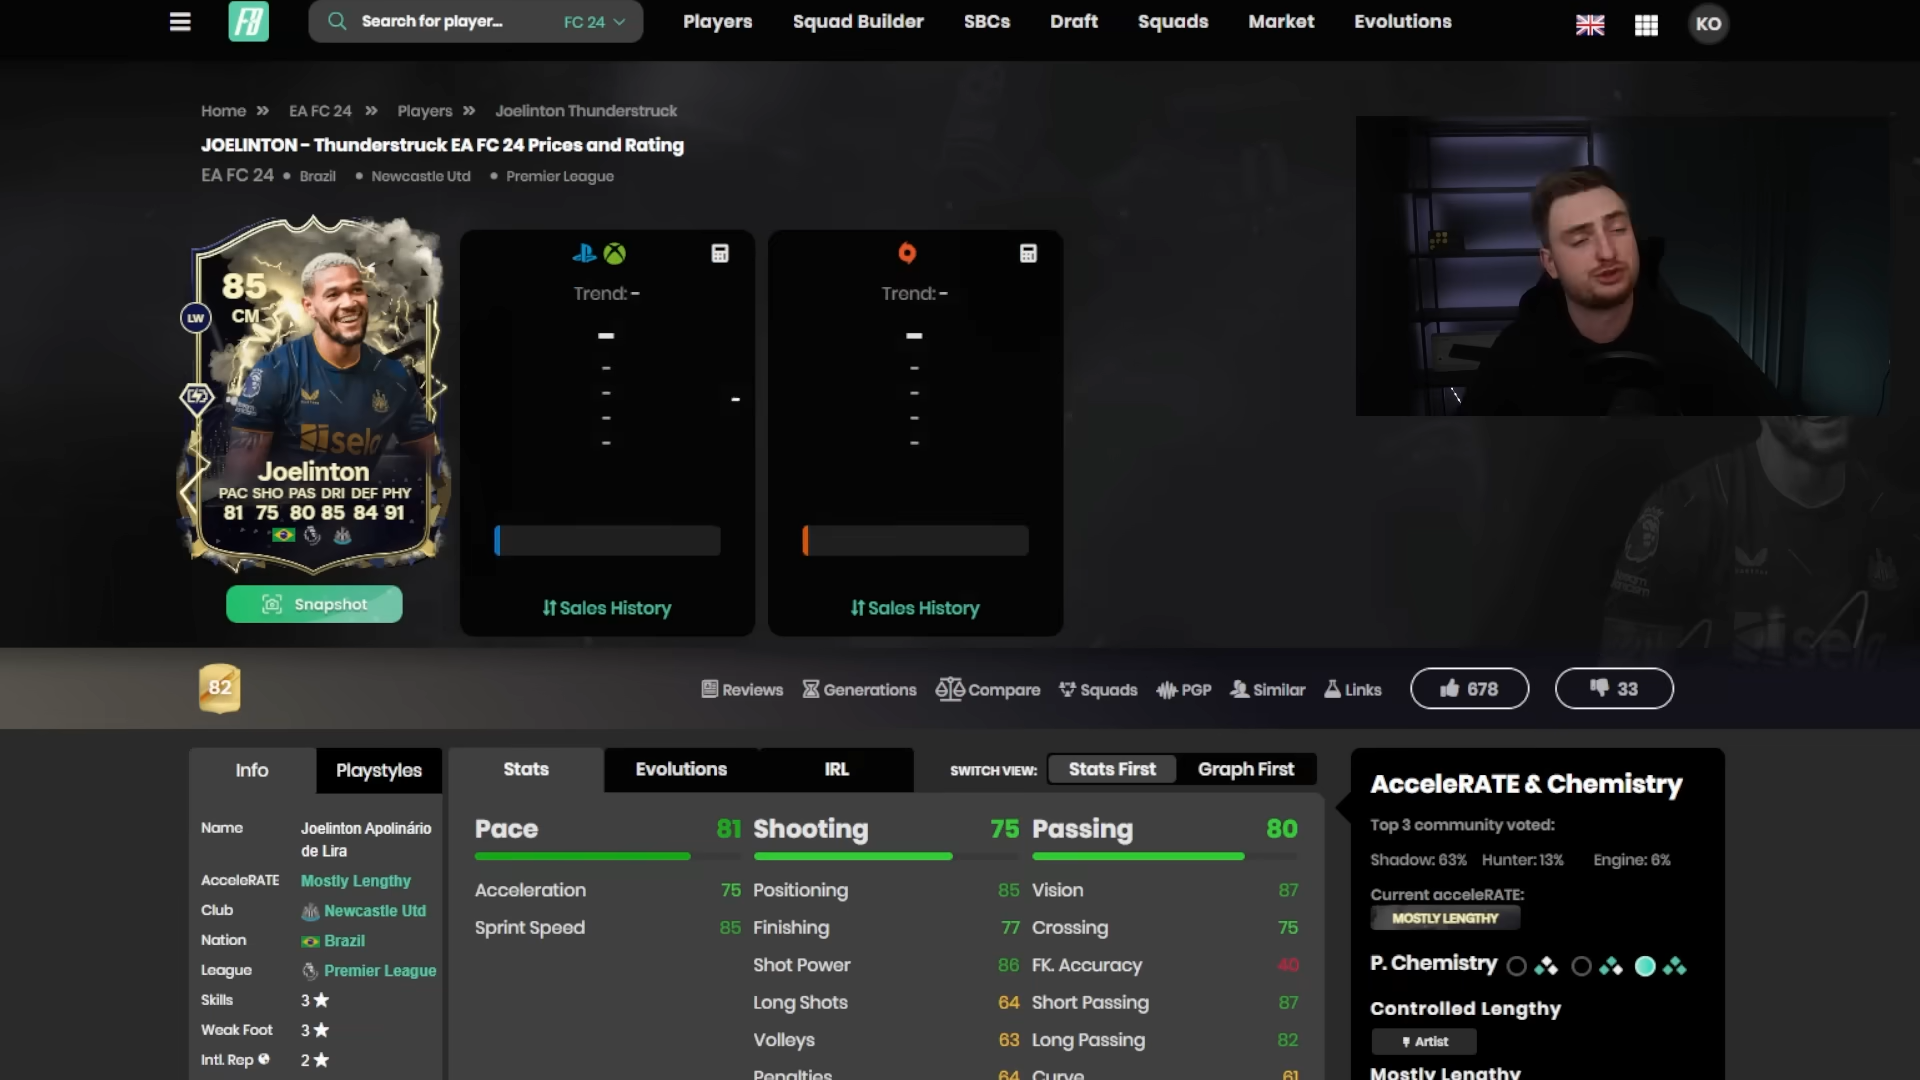 Search for player...
FC 24
Players
Squad Builder
SBCs
Draft
Squads
Market
Evolutions
KO
Home » EA FC 24 » Players » Joelinton Thunderstruck
JOELINTON - Thunderstruck EA FC 24 Prices and Rating
EA FC 24 • Brazil • Newcastle Utd • Premier League
85
CM
LW
sela
Joelinton
PAC SHO PAS DRI DEF PHY
81 75 80 85 84 91
Snapshot
Trend: -
-
-
-
-
-
-
Sales History
Trend: -
-
-
-
-
-
Sales History
82
Reviews
Generations
Compare
Squads
PGP
Similar
Links
678
33
Info
Playstyles
Name Joelinton Apolinário
de Lira
AcceleRATE Mostly Lengthy
Club Newcastle Utd
Nation Brazil
League Premier League
Skills 3
Weak Foot 3
Intl. Rep 2
Stats
Evolutions
IRL
SWITCH VIEW: Stats First Graph First
Pace 81
Acceleration 75
Sprint Speed 85
Shooting 75
Positioning 85
Finishing 77
Shot Power 86
Long Shots 64
Volleys 63
Penalties 64
Passing 80
Vision 87
Crossing 75
FK. Accuracy 40
Short Passing 87
Long Passing 82
Curve 61
AcceleRATE & Chemistry
Top 3 community voted:
Shadow: 63% Hunter: 13% Engine: 6%
Current acceleRATE:
MOSTLY LENGTHY
P. Chemistry
Controlled Lengthy
Artist
Mostly Lengthy